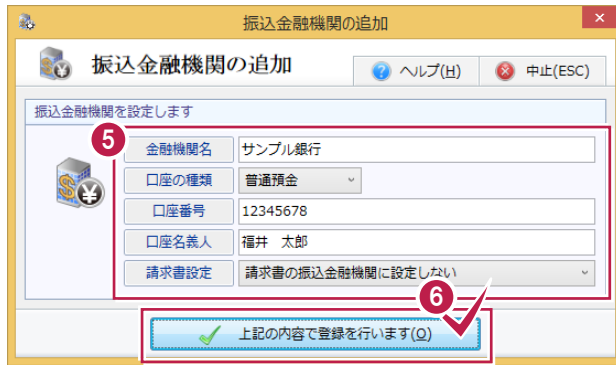 振込金融機関の追加
×
振込金融機関の追加
? ヘルプ(H)
中止(ESC)
振込金融機関を設定します
5
金融機関名 サンプル銀行
口座の種類 普通預金
口座番号 12345678
口座名義人 福井　太郎
請求書設定 請求書の振込金融機関に設定しない
6
上記の内容で登録を行います(O)